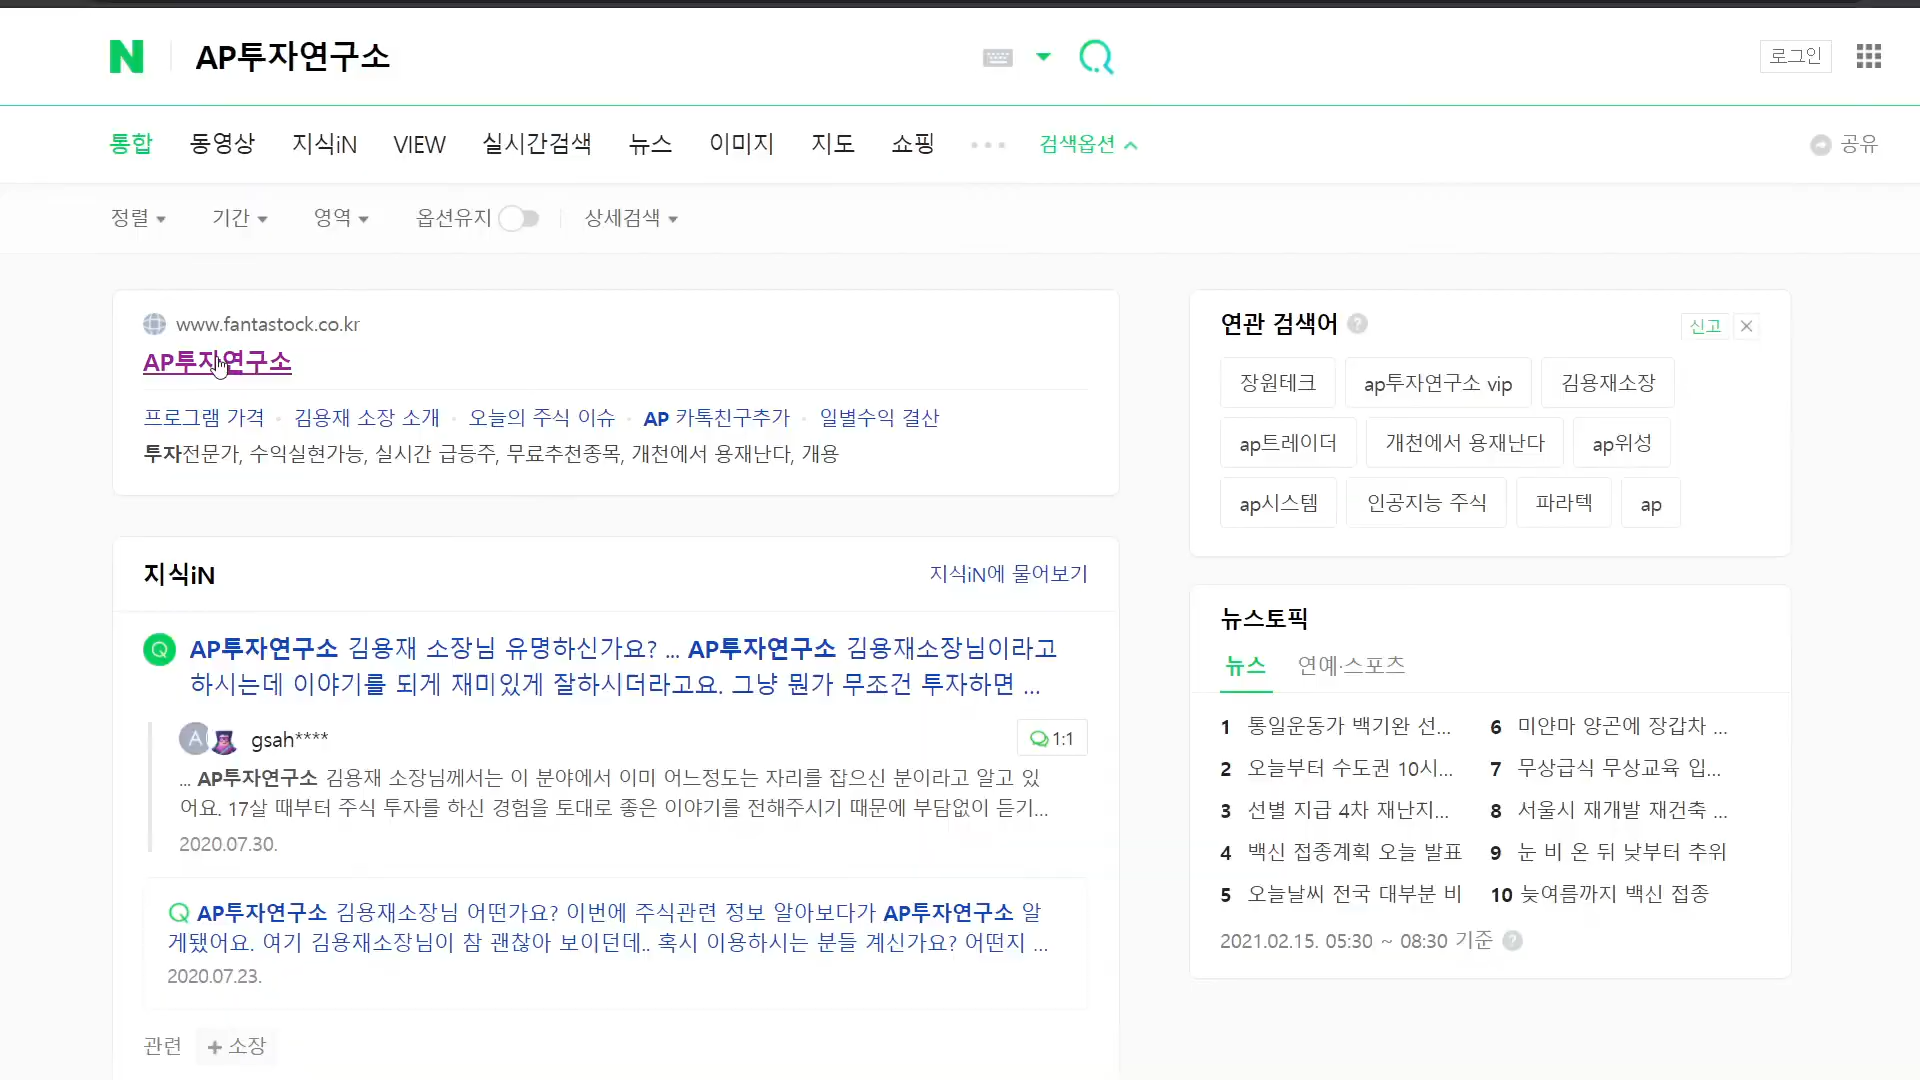 N AP투자연구소 로그인
통합 동영상 지식iN VIEW 실시간검색 뉴스 이미지 지도 쇼핑 ... 검색옵션 공유
정렬 기간 영역 옵션유지 상세검색
www.fantastock.co.kr
AP투자연구소
프로그램 가격 · 김용재 소장 소개 · 오늘의 주식 이슈 · AP 카톡친구추가 · 일별수익 결산
투자전문가, 수익실현가능, 실시간 급등주, 무료추천종목, 개천에서 용재난다, 개용
지식iN 지식iN에 물어보기
Q AP투자연구소 김용재 소장님 유명하신가요? ... AP투자연구소 김용재소장님이라고
하시는데 이야기를 되게 재미있게 잘하시더라고요. 그냥 뭔가 무조건 투자하면 ...
A gsah**** 1:1
... AP투자연구소 김용재 소장님께서는 이 분야에서 이미 어느정도는 자리를 잡으신 분이라고 알고 있
어요. 17살 때부터 주식 투자를 하신 경험을 토대로 좋은 이야기를 전해주시기 때문에 부담없이 듣기...
2020.07.30.
Q AP투자연구소 김용재소장님 어떤가요? 이번에 주식관련 정보 알아보다가 AP투자연구소 알
게됐어요. 여기 김용재소장님이 참 괜찮아 보이던데.. 혹시 이용하시는 분들 계신가요? 어떤지 ...
2020.07.23.
관련 + 소장
연관 검색어 ? 신고 ×
장원테크 ap투자연구소 vip 김용재소장
ap트레이더 개천에서 용재난다 ap위성
ap시스템 인공지능 주식 파라텍 ap
뉴스토픽
뉴스 연예·스포츠
1 통일운동가 백기완 선... 6 미얀마 양곤에 장갑차 ...
2 오늘부터 수도권 10시... 7 무상급식 무상교육 입...
3 선별 지급 4차 재난지... 8 서울시 재개발 재건축 ...
4 백신 접종계획 오늘 발표 9 눈 비 온 뒤 낮부터 추위
5 오늘날씨 전국 대부분 비 10 늦여름까지 백신 접종
2021.02.15. 05:30 ~ 08:30 기준 ?